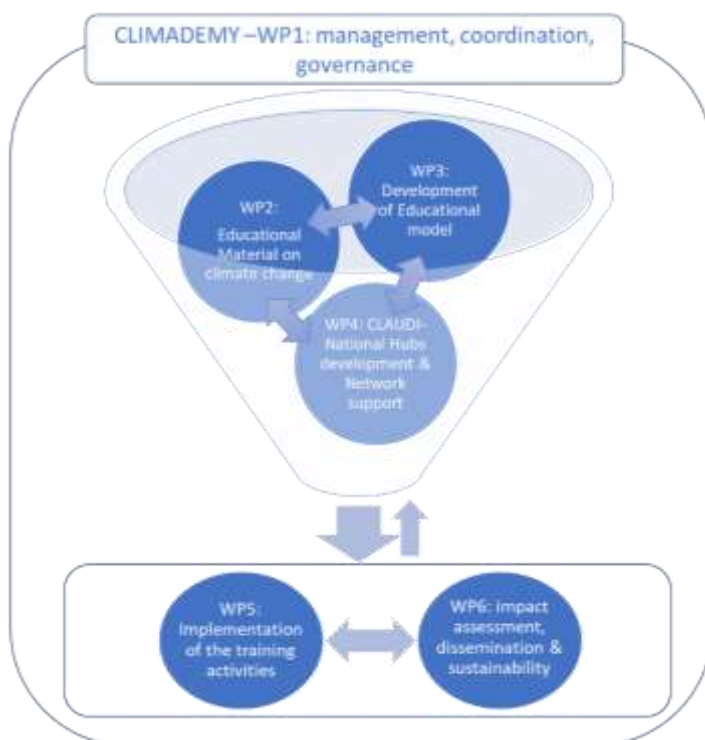 CLIMADEMY –WP1: management, coordination,
governance
WP3:
Development
of Educational
model
WP2:
Educational
Material on
climate change
WP4: CLAUDI–
National Hubs
development &
Network
support
WP5:
Implementation
of the training
activities
WP6: impact
assessment,
dissemination &
sustainability